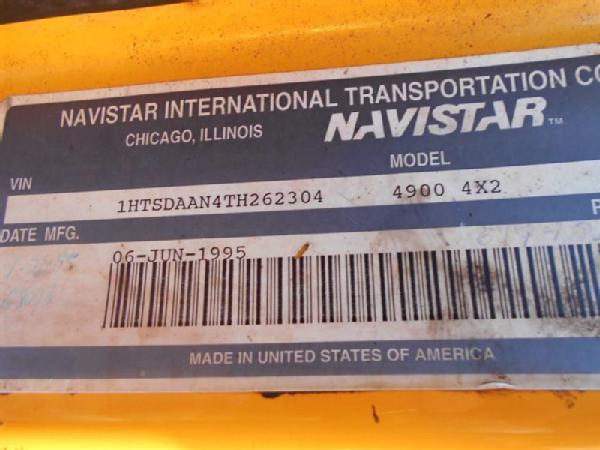 NAVISTAR INTERNATIONAL TRANSPORTATION CO
CHICAGO, ILLINOIS NAVISTAR TM
VIN MODEL
1HTSDAAN4TH262304 4900 4X2
DATE MFG. P
06-JUN-1995
MADE IN UNITED STATES OF AMERICA